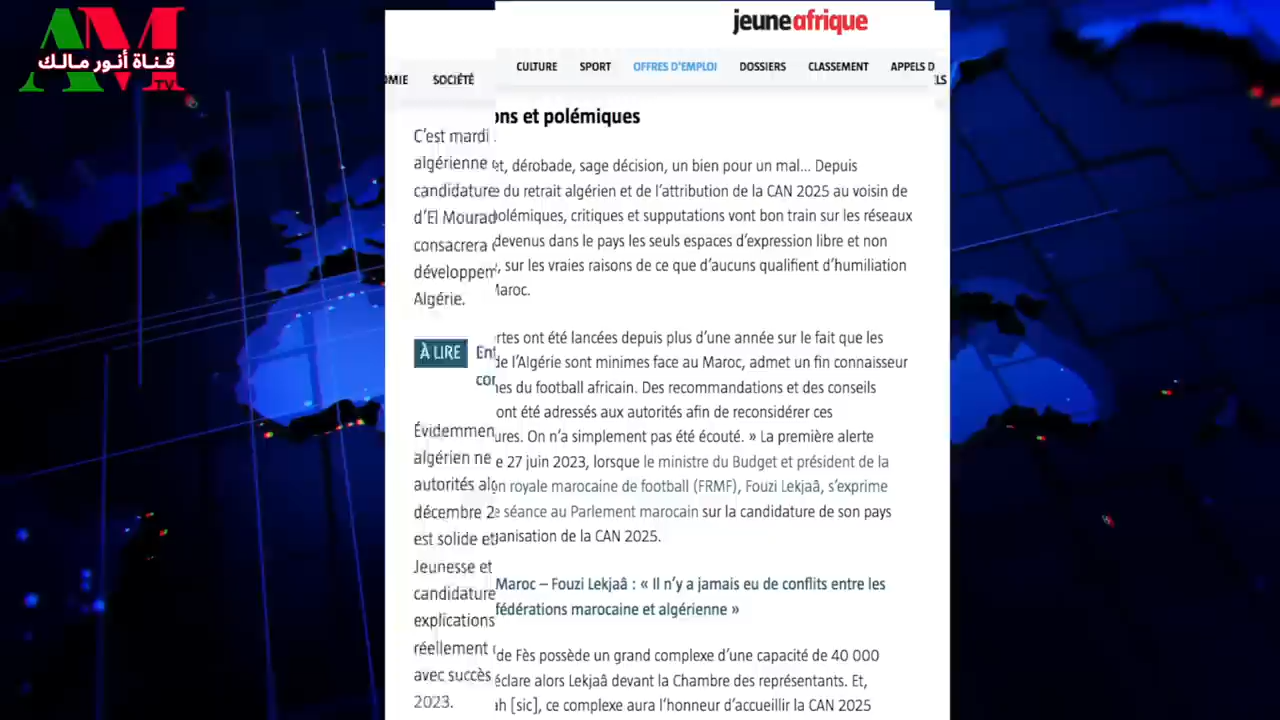 قناة أنور مالك
TV
jeuneafrique
SOCIÉTÉ
CULTURE SPORT OFFRES D'EMPLOI DOSSIERS CLASSEMENT APPELS D
ons et polémiques
C'est mardi
algérienne
candidature
d'El Mourad
consacrera
développem
Algérie.
À LIRE
Évidemmen
algérien ne
autorités
décembre
est solide et
Jeunesse et
candidature
explications
réellement
avec succès
2023.
et, dérobade, sage décision, un bien pour un mal... Depuis
e du retrait algérien et de l'attribution de la CAN 2025 au voisin de
polémiques, critiques et supputations vont bon train sur les réseaux
devenus dans le pays les seuls espaces d'expression libre et non
, sur les vraies raisons de ce que d'aucuns qualifient d'humiliation
Maroc.
rtes ont été lancées depuis plus d'une année sur le fait que les
de l'Algérie sont minimes face au Maroc, admet un fin connaisseur
es du football africain. Des recommandations et des conseils
ont été adressés aux autorités afin de reconsidérer ces
ures. On n'a simplement pas été écouté. » La première alerte
e 27 juin 2023, lorsque le ministre du Budget et président de la
on royale marocaine de football (FRMF), Fouzi Lekjaâ, s'exprime
e séance au Parlement marocain sur la candidature de son pays
ganisation de la CAN 2025.
Maroc – Fouzi Lekjaâ : « Il n'y a jamais eu de conflits entre les
fédérations marocaine et algérienne »
de Fès possède un grand complexe d'une capacité de 40 000
éclare alors Lekjaâ devant la Chambre des représentants. Et,
ah [sic], ce complexe aura l'honneur d'accueillir la CAN 2025